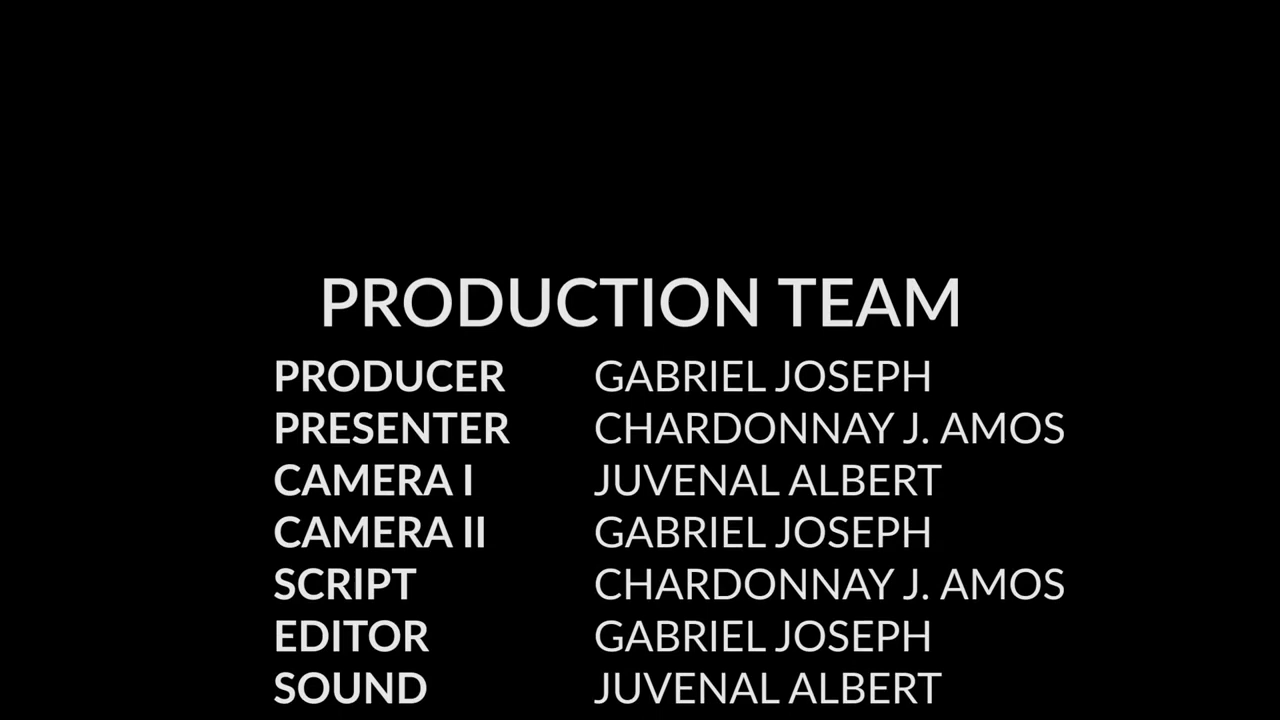 PRODUCTION TEAM
PRODUCER GABRIEL JOSEPH
PRESENTER CHARDONNAY J. AMOS
CAMERA I JUVENAL ALBERT
CAMERA II GABRIEL JOSEPH
SCRIPT CHARDONNAY J. AMOS
EDITOR GABRIEL JOSEPH
SOUND JUVENAL ALBERT